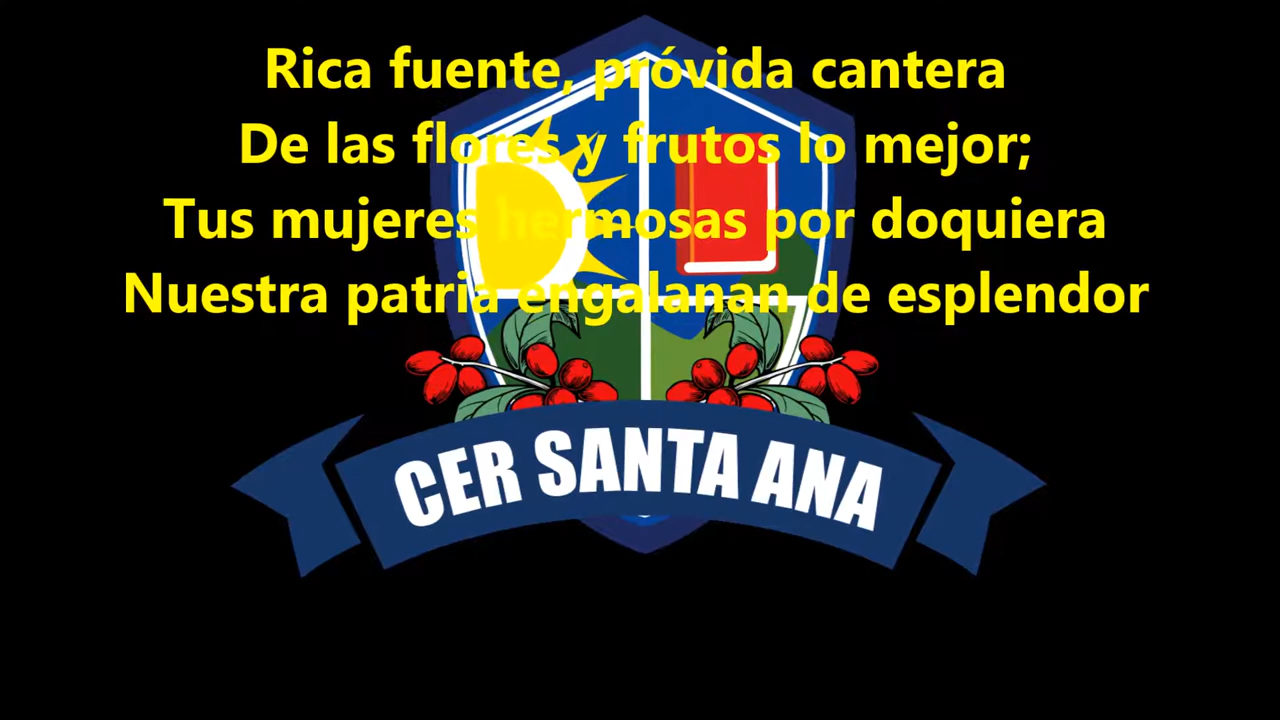 Rica fuente, próvida cantera
De las flores y frutos lo mejor;
Tus mujeres hermosas por doquiera
Nuestra patria engalanan de esplendor
CER SANTA ANA